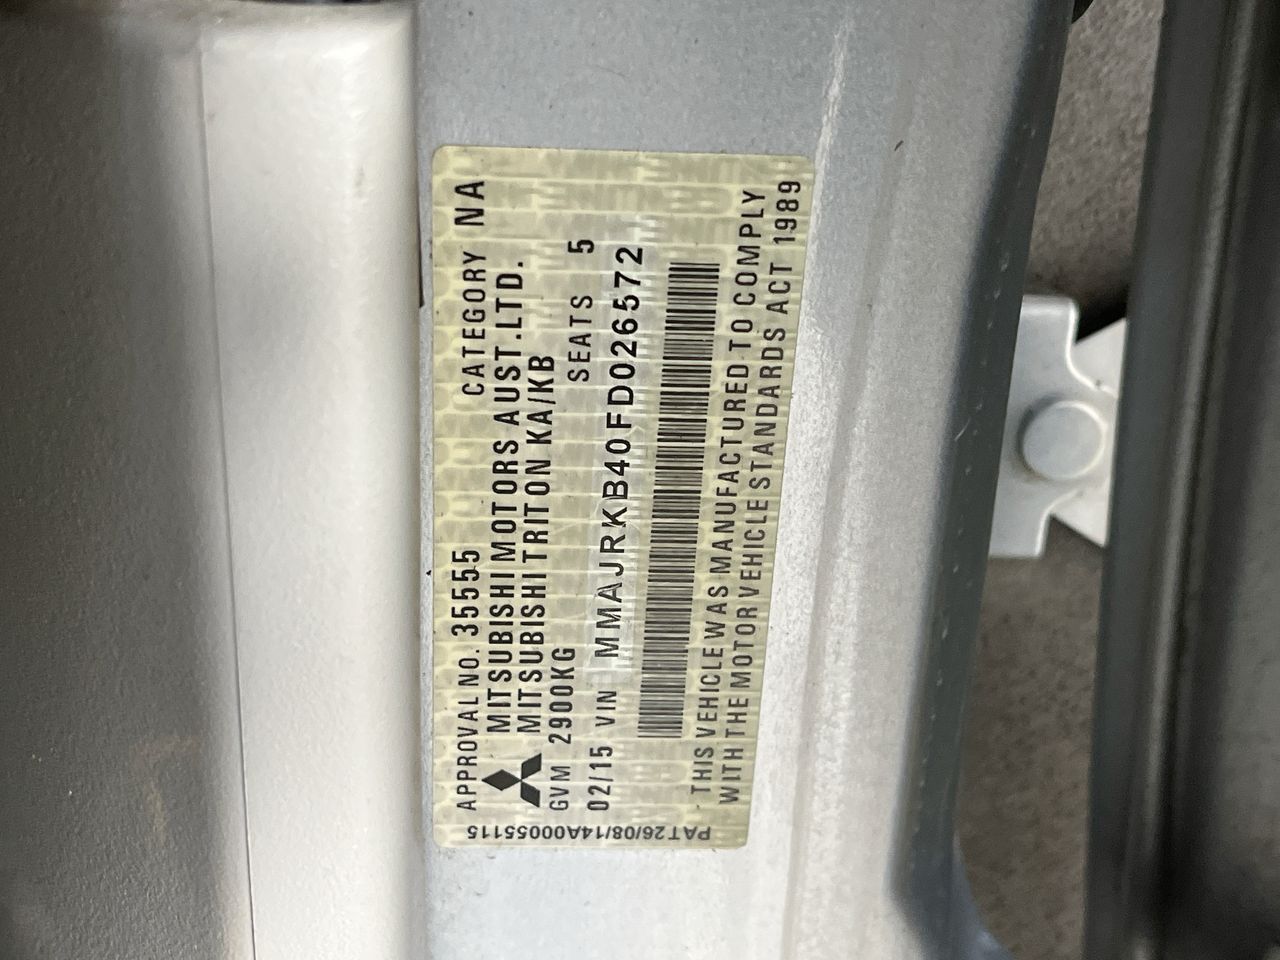 APPROVAL NO. 35555 CATEGORY NA
MITSUBISHI MOTORS AUST.LTD.
MITSUBISHI TRITON KA/KB
GVM 2900KG SEATS 5
02/15 VIN MMAJRKB40FD026572
THIS VEHICLE WAS MANUFACTURED TO COMPLY
WITH THE MOTOR VEHICLE STANDARDS ACT 1989
PAT26/08/14A00055115